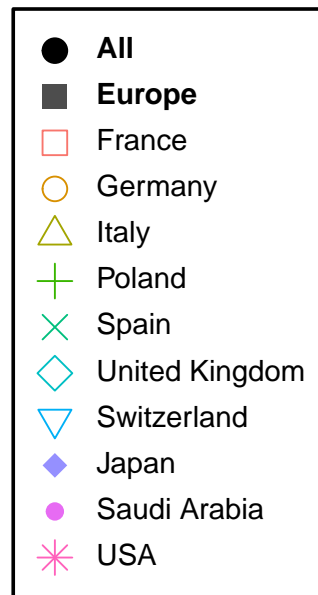 All
Europe
France
Germany
Italy
Poland
Spain
United Kingdom
Switzerland
Japan
Saudi Arabia
USA